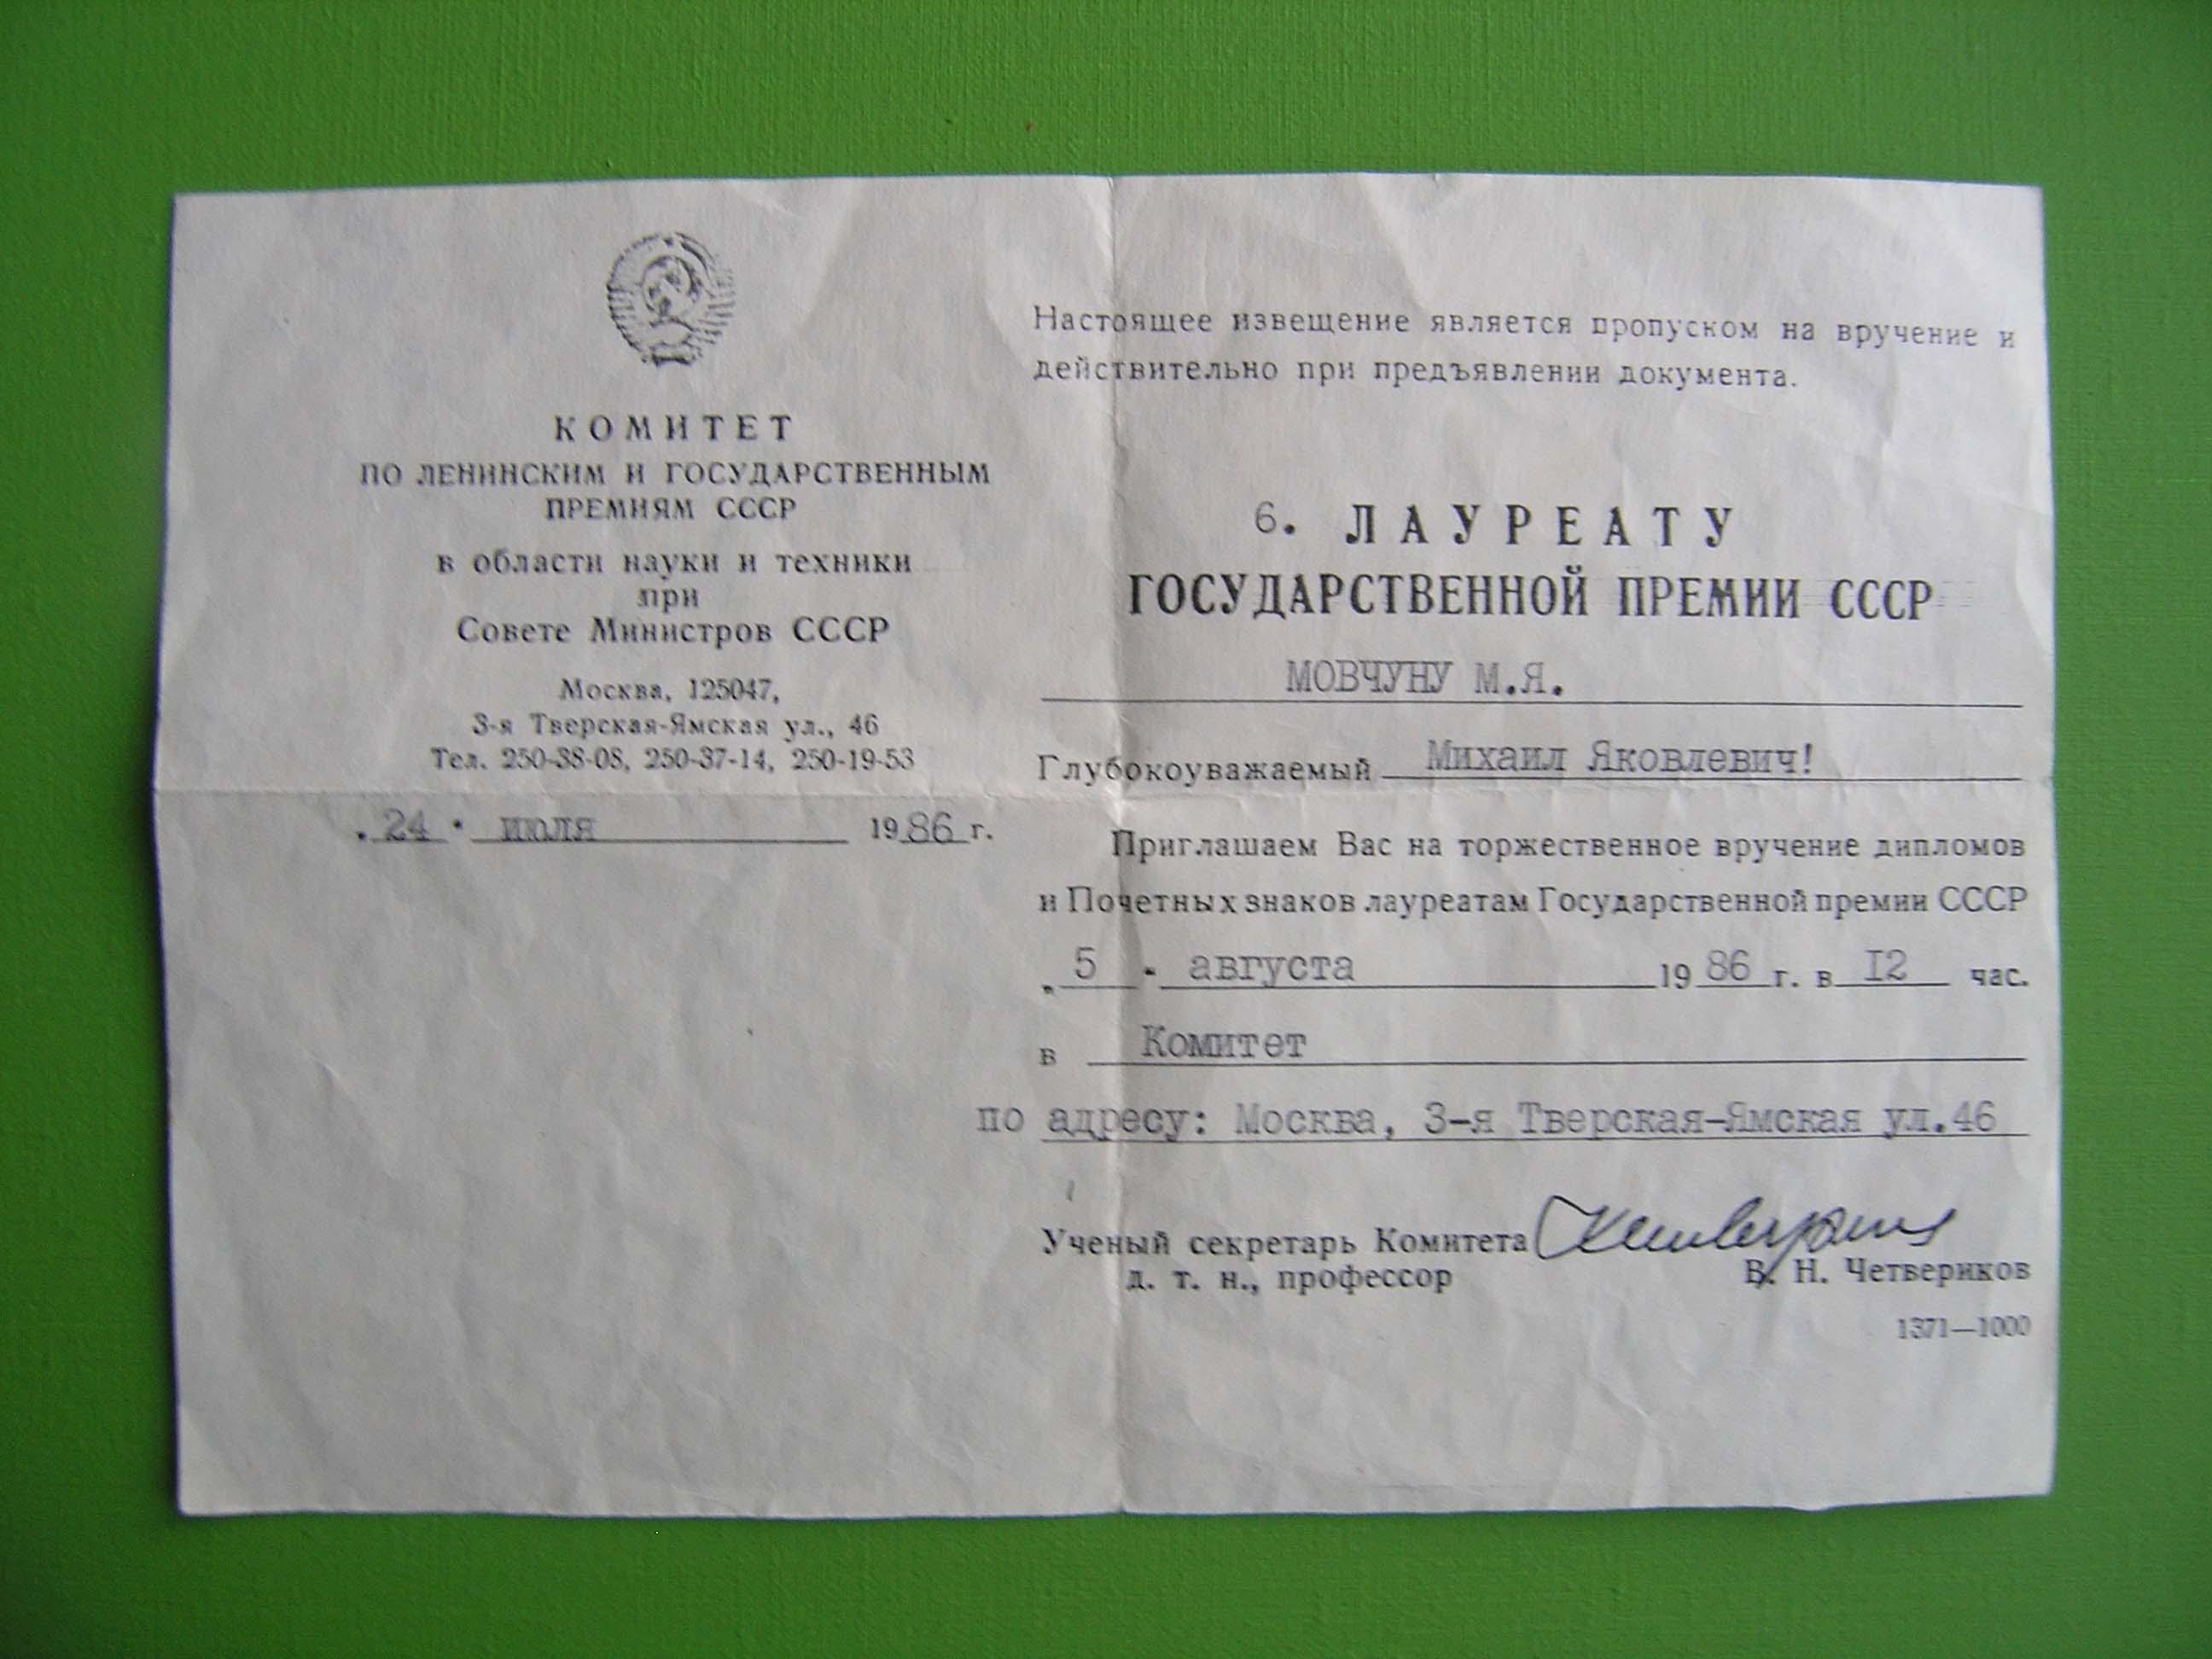 КОМИТЕТ
ПО ЛЕНИНСКИМ И ГОСУДАРСТВЕННЫМ
ПРЕМИЯМ СССР
в области науки и техники
при
Совете Министров СССР
Москва, 125047,
3-я Тверская-Ямская ул., 46
Тел. 250-38-08, 250-37-14, 250-19-53
„24" июля 1986 г.
Настоящее извещение является пропуском на вручение и
действительно при предъявлении документа.
6. ЛАУРЕАТУ
ГОСУДАРСТВЕННОЙ ПРЕМИИ СССР
МОВЧУНУ М.Я.
Глубокоуважаемый Михаил Яковлевич!
Приглашаем Вас на торжественное вручение дипломов
и Почетных знаков лауреатам Государственной премии СССР
„5" августа 1986 г. в I2 час.
в Комитет
по адресу: Москва, 3-я Тверская-Ямская ул.46
Ученый секретарь Комитета
д. т. н., профессор
В. Н. Четвериков
1371—1000